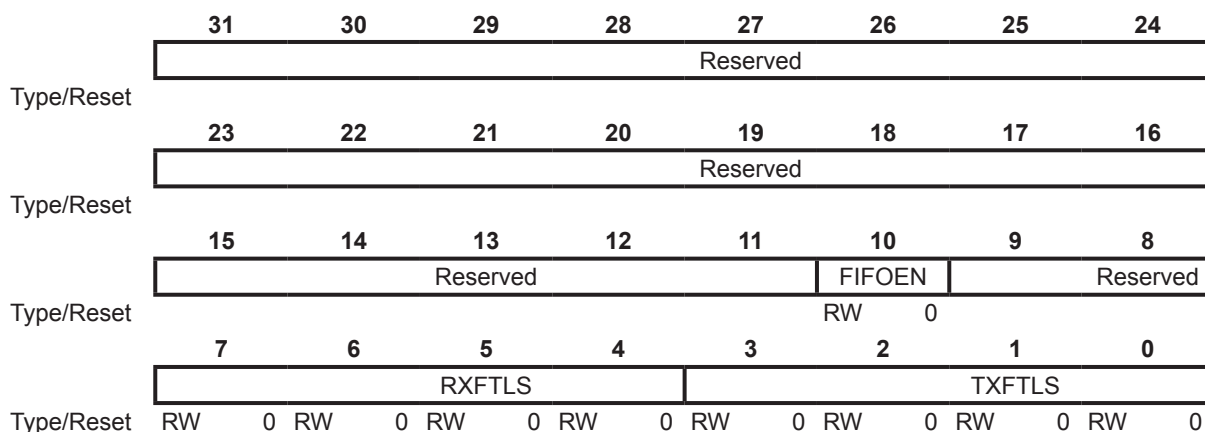 31 30 29 28 27 26 25 24
Reserved
Type/Reset
23 22 21 20 19 18 17 16
Reserved
Type/Reset
15 14 13 12 11 10 9 8
Reserved FIFOEN Reserved
Type/Reset RW 0
7 6 5 4 3 2 1 0
RXFTLS TXFTLS
Type/Reset RW 0 RW 0 RW 0 RW 0 RW 0 RW 0 RW 0 RW 0